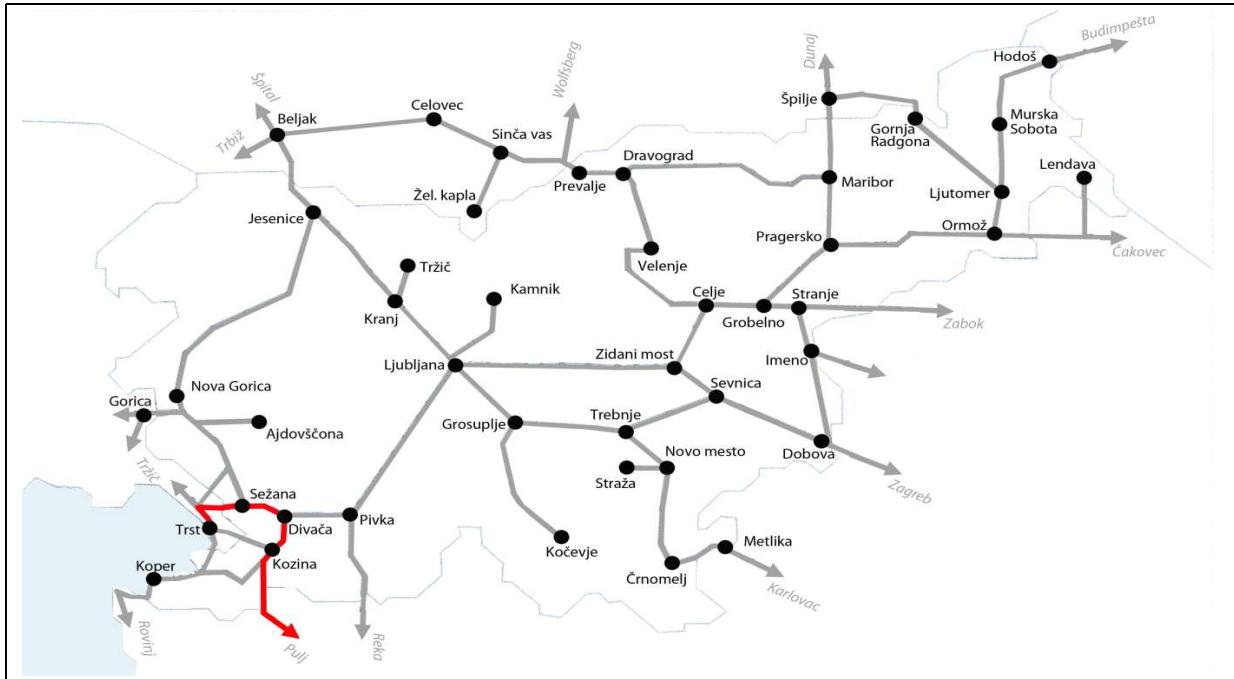 Budimpešta
Dunaj
Hodoš
Wolfsberg
Špital
Špilje
Celovec
Beljak
Murska
Sobota
Gornja
Radgona
Sinča vas
Trbiž
Dravograd
Lendava
Prevalje
Maribor
Ljutomer
Žel. kapla
Jesenice
Ormož
Pragersko
Čakovec
Velenje
Tržič
Kamnik
Celje
Stranje
Kranj
Grobelno
Zabok
Zidani most
Imeno
Ljubljana
Sevnica
Nova Gorica
Gorica
Trebnje
Grosuplje
Ajdovščona
Dobova
Novo mesto
Tržič
Straža
Zagreb
Sežana
Trst
Divača
Pivka
Kočevje
Metlika
Koper
Kozina
Črnomelj
Karlovac
Rovinj
Pulj
Reka